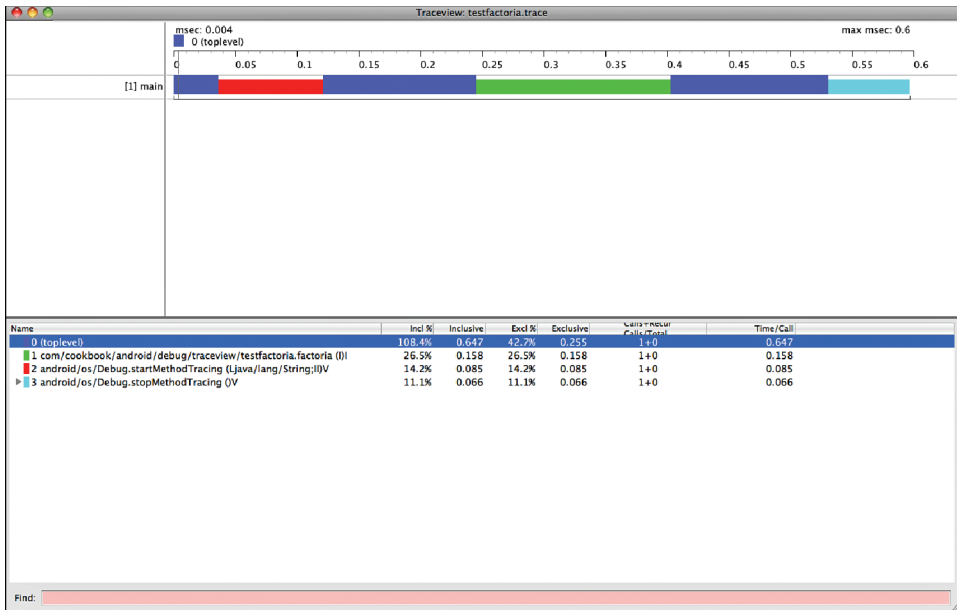 Traceview: testfactoria.trace
msec: 0.004 max msec: 0.6
0 (toplevel)
0 0.05 0.1 0.15 0.2 0.25 0.3 0.35 0.4 0.45 0.5 0.55 0.6
[1] main
Name Incl % Inclusive Excl % Exclusive Calls+Recur Calls/Total Time/Call
0 (toplevel) 108.4% 0.647 42.7% 0.255 1+0 0.647
1 com/cookbook/android/debug/traceview/testfactoria.factoria (I)I 26.5% 0.158 26.5% 0.158 1+0 0.158
2 android/os/Debug.startMethodTracing (Ljava/lang/String;II)V 14.2% 0.085 14.2% 0.085 1+0 0.085
3 android/os/Debug.stopMethodTracing ()V 11.1% 0.066 11.1% 0.066 1+0 0.066
Find: